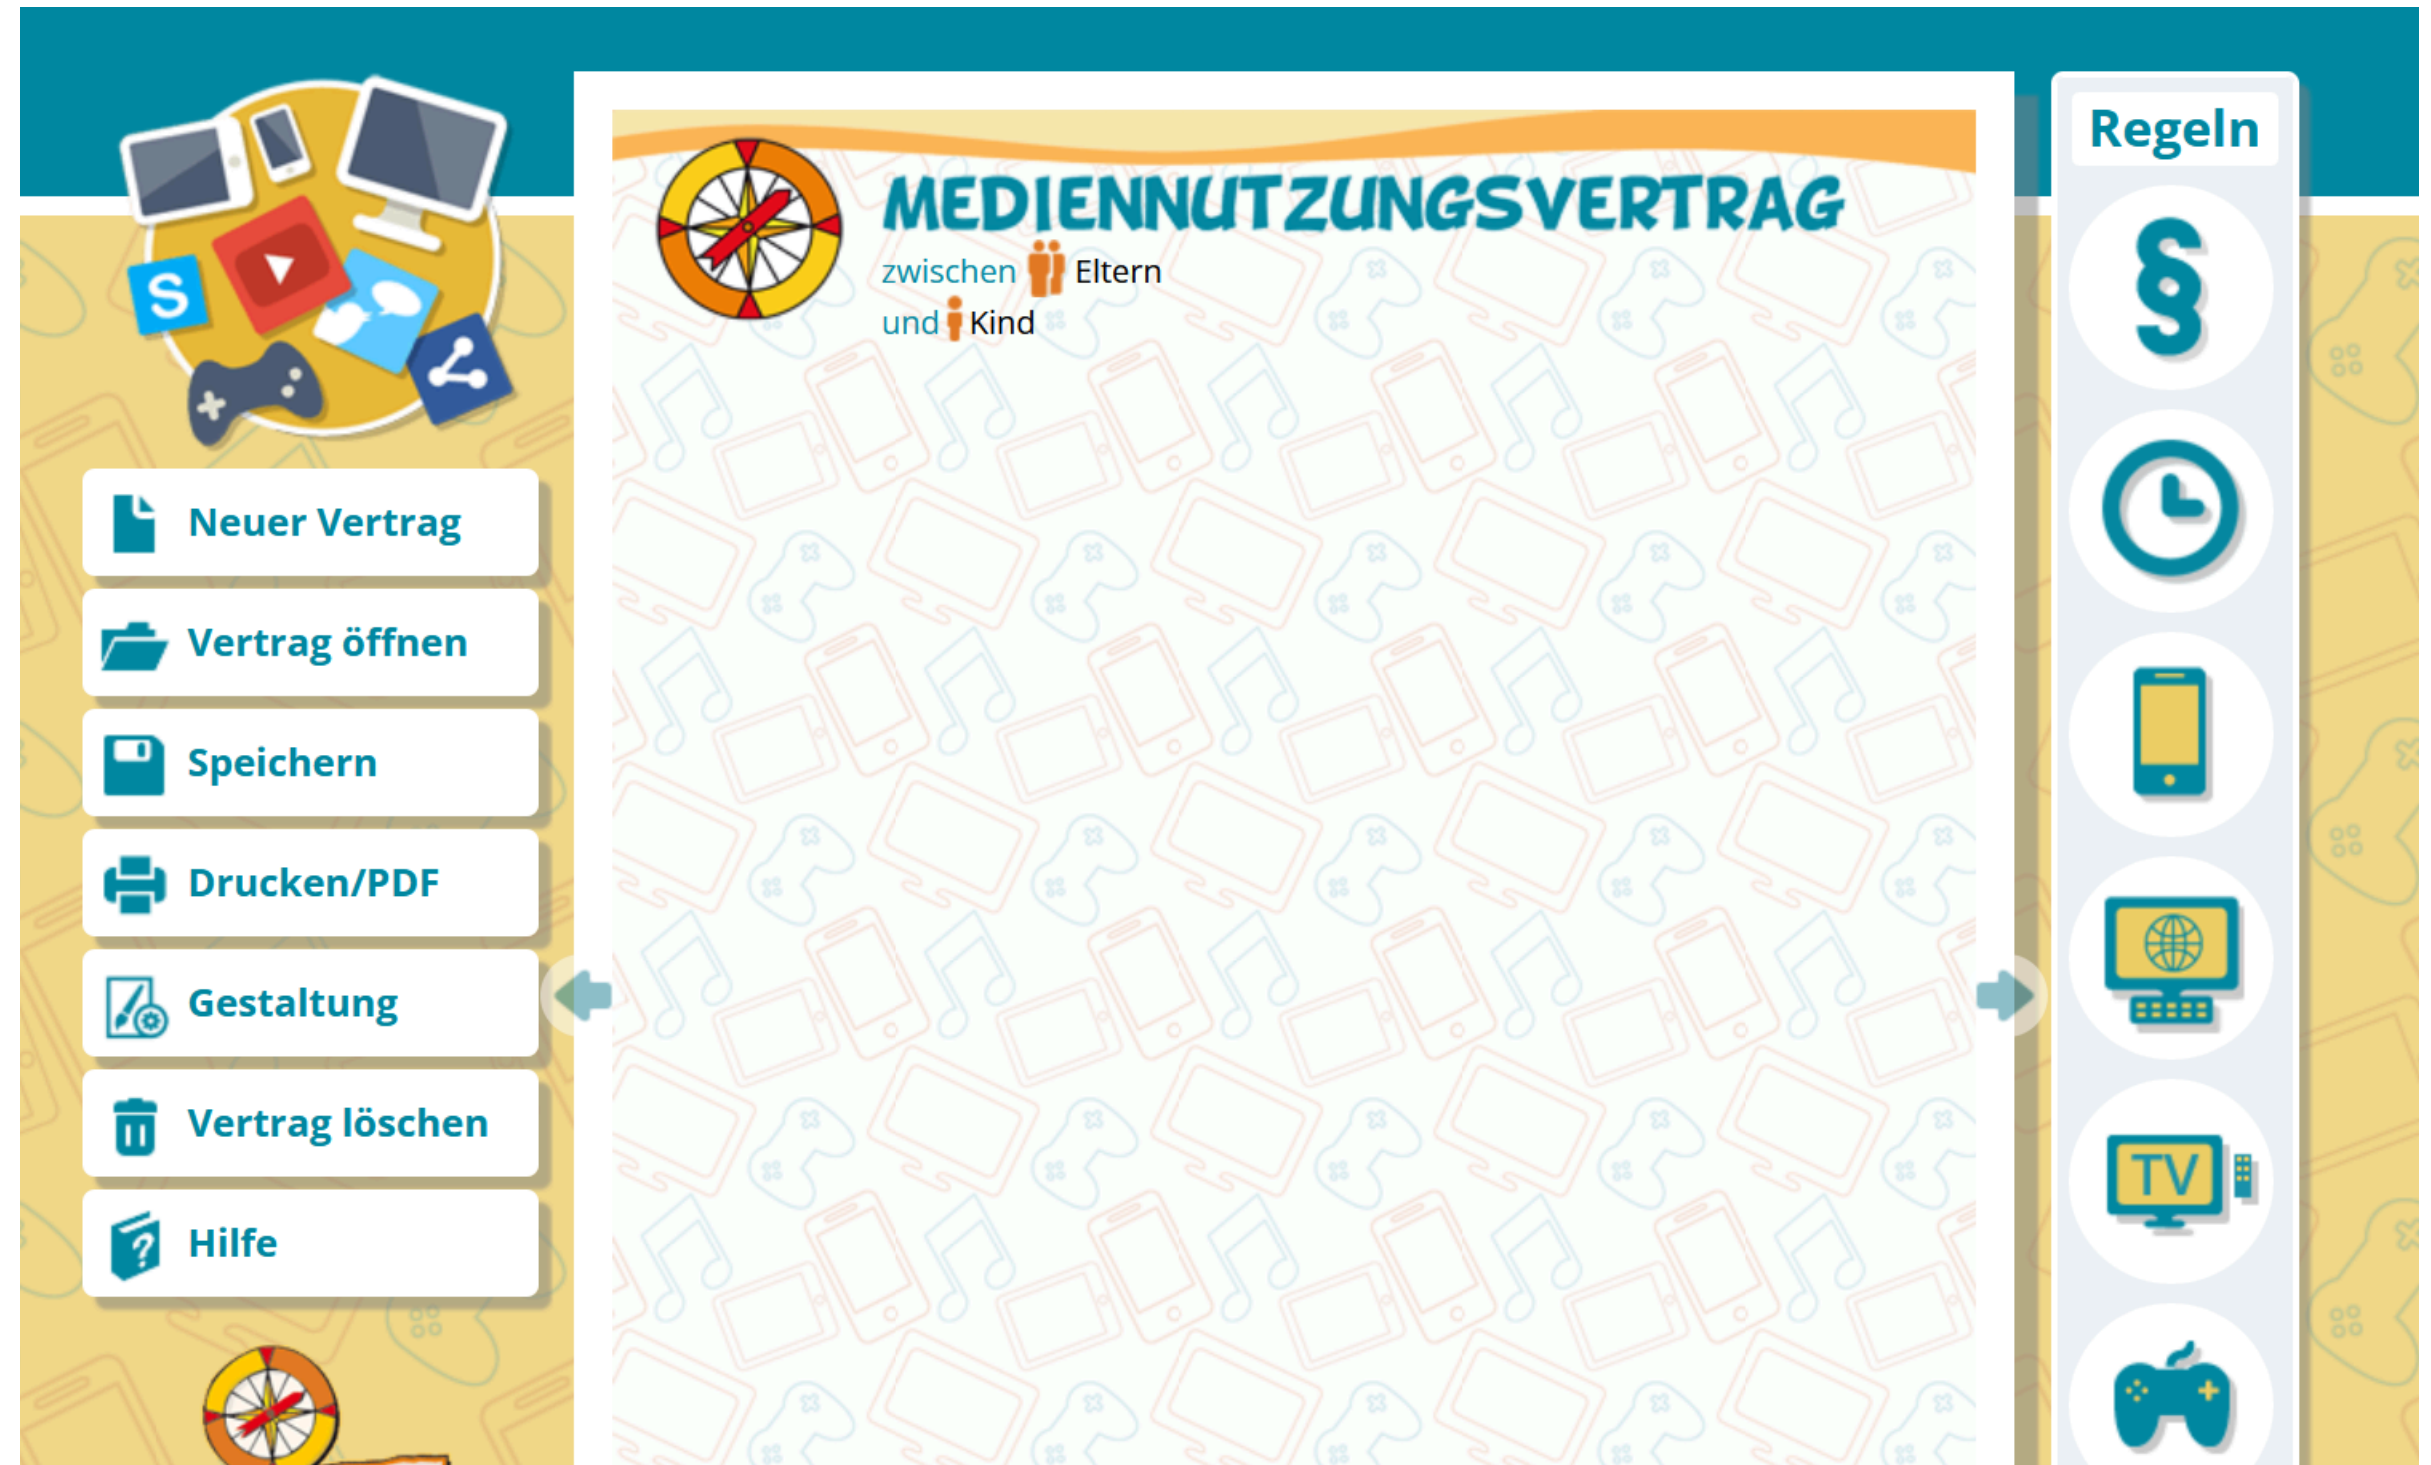 MEDIENNUTZUNGSVERTRAG
zwischen Eltern
und Kind
S
Neuer Vertrag
Vertrag öffnen
Speichern
Drucken/PDF
Gestaltung
Vertrag löschen
? Hilfe
Regeln
§
TV